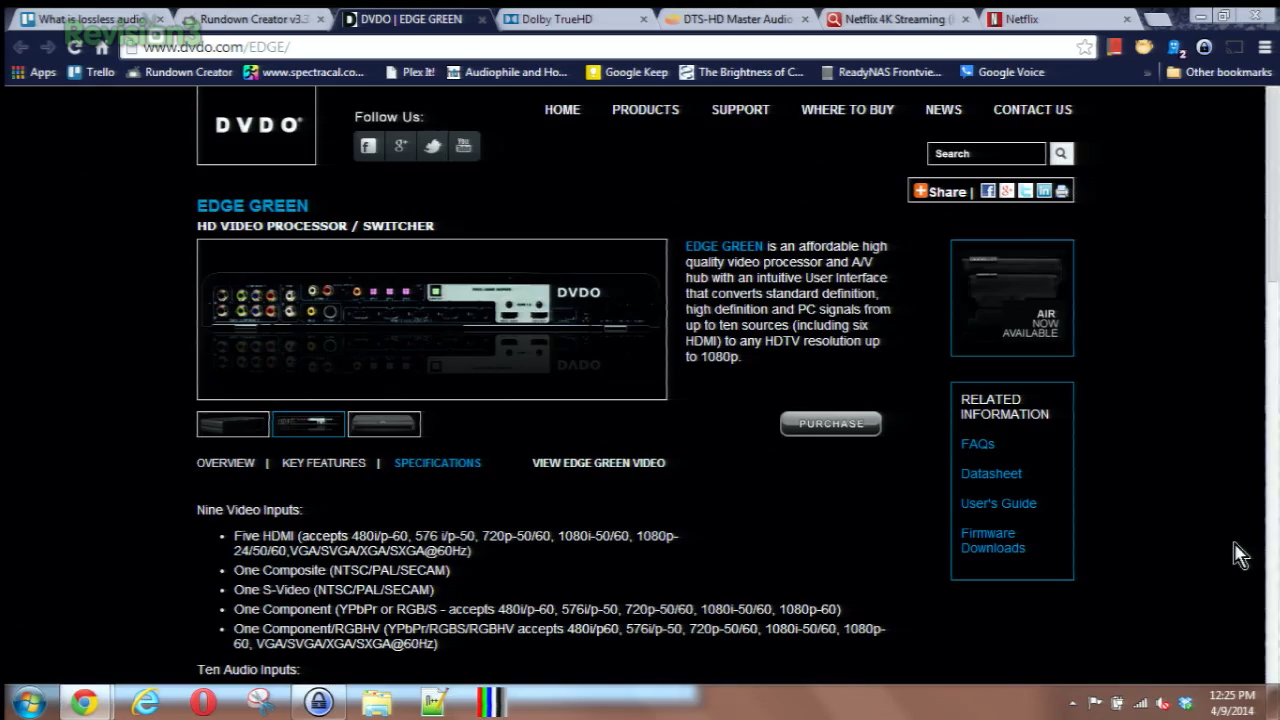 What is lossless audio
Rundown Creator v3.3
DVDO | EDGE GREEN
Dolby TrueHD
DTS-HD Master Audio
Netflix 4K Streaming (
Netflix
Revision3
www.dvdo.com/EDGE/
Apps
Trello
Rundown Creator
www.spectracal.co...
Plex It!
Audiophile and Ho...
Google Keep
The Brightness of C...
ReadyNAS Frontvie...
Google Voice
»
Other bookmarks
DVDO®
Follow Us:
HOME
PRODUCTS
SUPPORT
WHERE TO BUY
NEWS
CONTACT US
Search
Share |
EDGE GREEN
HD VIDEO PROCESSOR / SWITCHER
DVDO
EDGE GREEN is an affordable high
quality video processor and A/V
hub with an intuitive User Interface
that converts standard definition,
high definition and PC signals from
up to ten sources (including six
HDMI) to any HDTV resolution up
to 1080p.
AIR
NOW
AVAILABLE
PURCHASE
RELATED
INFORMATION
FAQs
Datasheet
User's Guide
Firmware
Downloads
OVERVIEW | KEY FEATURES | SPECIFICATIONS
VIEW EDGE GREEN VIDEO
Nine Video Inputs:
• Five HDMI (accepts 480i/p-60, 576 i/p-50, 720p-50/60, 1080i-50/60, 1080p-
24/50/60,VGA/SVGA/XGA/SXGA@60Hz)
• One Composite (NTSC/PAL/SECAM)
• One S-Video (NTSC/PAL/SECAM)
• One Component (YPbPr or RGB/S - accepts 480i/p-60, 576i/p-50, 720p-50/60, 1080i-50/60, 1080p-60)
• One Component/RGBHV (YPbPr/RGBS/RGBHV accepts 480i/p60, 576i/p-50, 720p-50/60, 1080i-50/60, 1080p-
60, VGA/SVGA/XGA/SXGA@60Hz)
Ten Audio Inputs:
12:25 PM
4/9/2014